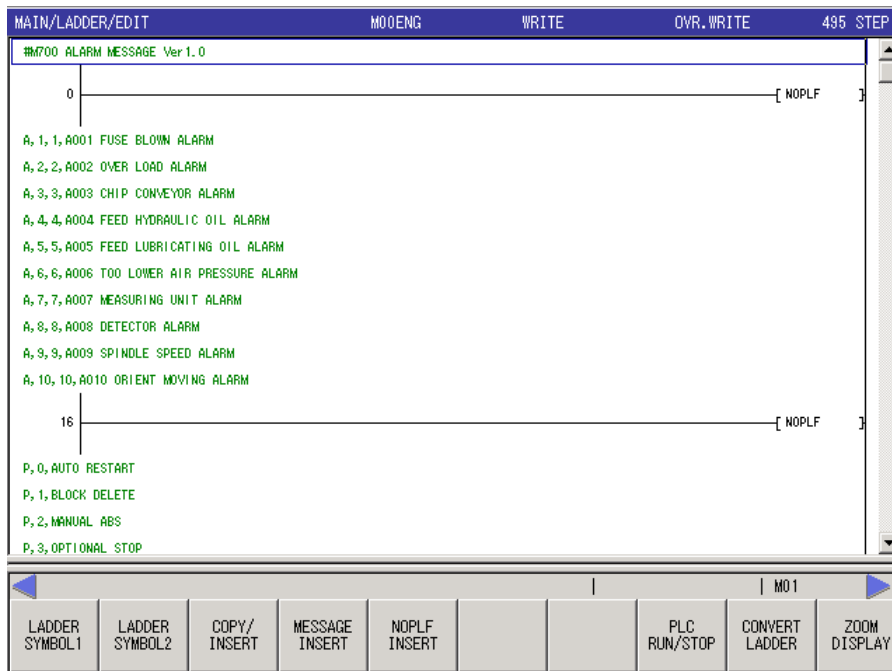 MAIN/LADDER/EDIT M00ENG WRITE OVR.WRITE 495 STEP
#M700 ALARM MESSAGE Ver1.0
0 [ NOPLF ]
A,1,1,A001 FUSE BLOWN ALARM
A,2,2,A002 OVER LOAD ALARM
A,3,3,A003 CHIP CONVEYOR ALARM
A,4,4,A004 FEED HYDRAULIC OIL ALARM
A,5,5,A005 FEED LUBRICATING OIL ALARM
A,6,6,A006 TOO LOWER AIR PRESSURE ALARM
A,7,7,A007 MEASURING UNIT ALARM
A,8,8,A008 DETECTOR ALARM
A,9,9,A009 SPINDLE SPEED ALARM
A,10,10,A010 ORIENT MOVING ALARM
16 [ NOPLF ]
P,0,AUTO RESTART
P,1,BLOCK DELETE
P,2,MANUAL ABS
P,3,OPTIONAL STOP
| | M01
LADDER SYMBOL1
LADDER SYMBOL2
COPY/ INSERT
MESSAGE INSERT
NOPLF INSERT
PLC RUN/STOP
CONVERT LADDER
ZOOM DISPLAY